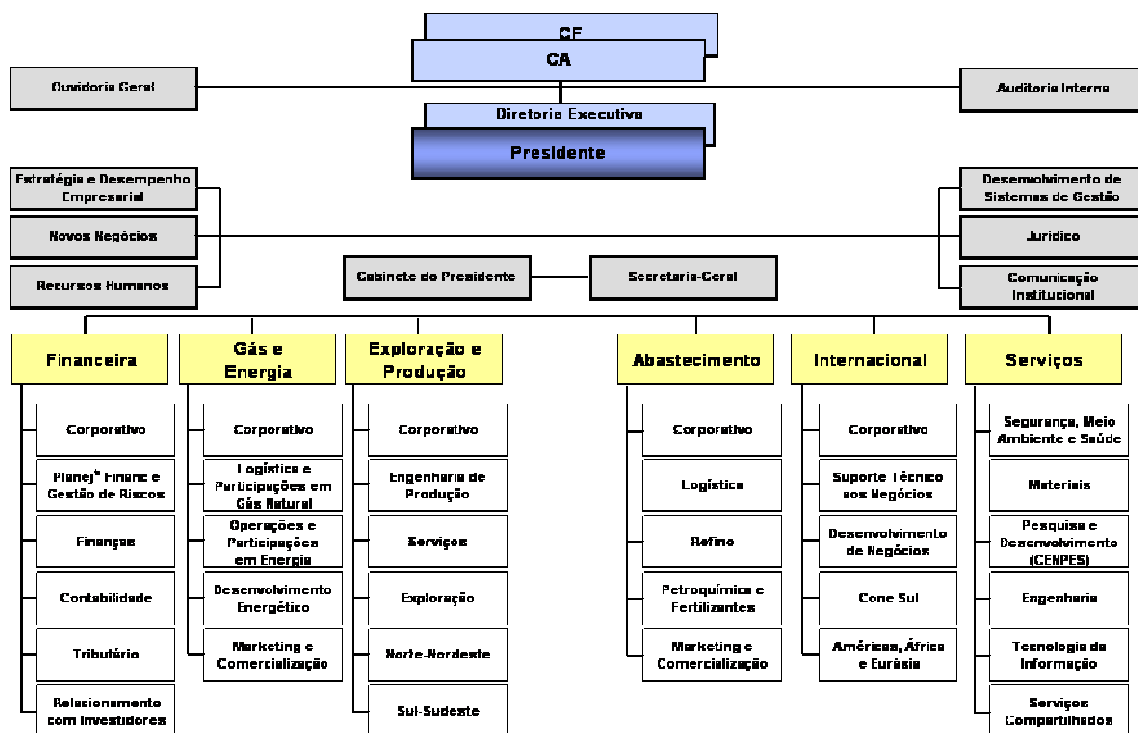 CF
CA
Ouvidoria Geral
Auditoria Interna
Diretoria Executiva
Presidente
Estratégia e Desempenho
Empresarial
Novos Negócios
Recursos Humanos
Desenvolvimento de
Sistemas de Gestão
Jurídico
Comunicação
Institucional
Gabinete do Presidente
Secretaria-Geral
Financeira
Corporativo
Planejº Financ e
Gestão de Riscos
Finanças
Contabilidade
Tributário
Relacionamento
com Investidores
Gás e
Energia
Corporativo
Logística e
Participações em
Gás Natural
Operações e
Participações
em Energia
Desenvolvimento
Energético
Marketing e
Comercialização
Exploração e
Produção
Corporativo
Engenharia de
Produção
Serviços
Exploração
Norte-Nordeste
Sul-Sudeste
Abastecimento
Corporativo
Logística
Refino
Petroquímica e
Fertilizantes
Marketing e
Comercialização
Internacional
Corporativo
Suporte Técnico
aos Negócios
Desenvolvimento
de Negócios
Cone Sul
Américas, África
e Eurásia
Serviços
Segurança, Meio
Ambiente e Saúde
Materiais
Pesquisa e
Desenvolvimento
(CENPES)
Engenharia
Tecnologia da
Informação
Serviços
Compartilhados